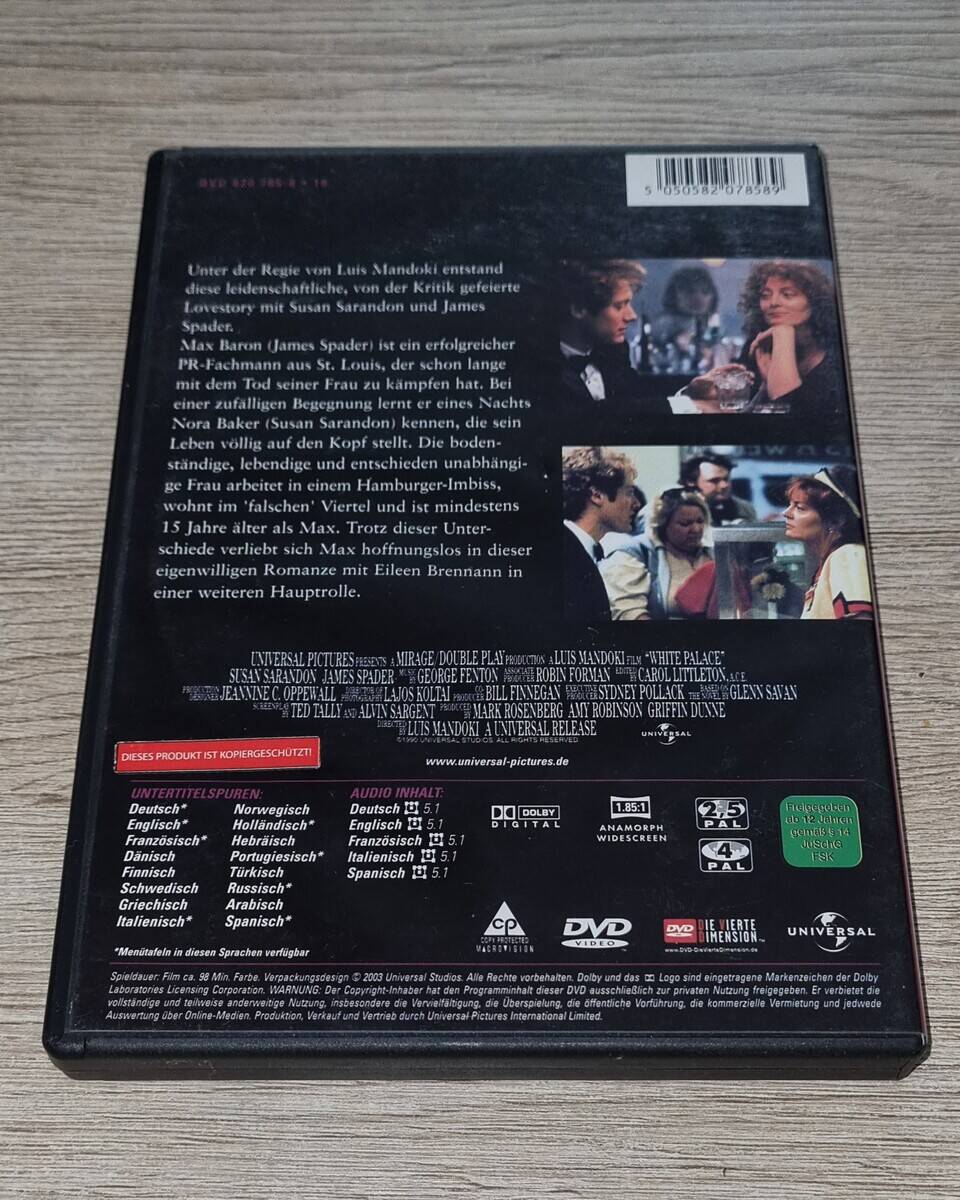 5 050582 078589
Unter der Regie von Luis Mandoki entstand
diese leidenschaftliche, von der Kritik gefeierte
Lovestory mit Susan Sarandon und James
Spader.
Max Baron (James Spader) ist ein erfolgreicher
PR-Fachmann aus St. Louis, der schon lange
mit dem Tod seiner Frau zu kämpfen hat. Bei
einer zufälligen Begegnung lernt er eines Nachts
Nora Baker (Susan Sarandon) kennen, die sein
Leben völlig auf den Kopf stellt. Die boden-
ständige, lebendige und entschieden unabhängi-
ge Frau arbeitet in einem Hamburger-Imbiss,
wohnt im 'falschen' Viertel und ist mindestens
15 Jahre älter als Max. Trotz dieser Unter-
schiede verliebt sich Max hoffnungslos in dieser
eigenwilligen Romanze mit Eileen Brennann in
einer weiteren Hauptrolle.
UNIVERSAL PICTURES PRESENTS A MIRAGE/DOUBLE PLAY PRODUCTION A LUIS MANDOKI FILM "WHITE PALACE"
SUSAN SARANDON JAMES SPADER MUSIC BY GEORGE FENTON ASSOCIATE PRODUCER ROBIN FORMAN EDITED BY CAROL LITTLETON, A.C.E.
PRODUCTION DESIGNER JEANNINE C. OPPEWALL DIRECTOR OF PHOTOGRAPHY LAJOS KOLTAI CO-PRODUCER BILL FINNEGAN EXECUTIVE PRODUCER SYDNEY POLLACK BASED ON THE NOVEL BY GLENN SAVAN
SCREENPLAY BY TED TALLY AND ALVIN SARGENT PRODUCED BY MARK ROSENBERG AMY ROBINSON GRIFFIN DUNNE
DIRECTED BY LUIS MANDOKI A UNIVERSAL RELEASE
©1990 UNIVERSAL STUDIOS. ALL RIGHTS RESERVED.
UNIVERSAL
www.universal-pictures.de
DIESES PRODUKT IST KOPIERGESCHÜTZT!
UNTERTITELSPUREN:
Deutsch* Norwegisch
Englisch* Holländisch*
Französisch* Hebräisch
Dänisch Portugiesisch*
Finnisch Türkisch
Schwedisch Russisch*
Griechisch Arabisch
Italienisch* Spanisch*
*Menütafeln in diesen Sprachen verfügbar
AUDIO INHALT:
Deutsch 5.1
Englisch 5.1
Französisch 5.1
Italienisch 5.1
Spanisch 5.1
DOLBY
DIGITAL
1.85:1
ANAMORPH
WIDESCREEN
2,5
PAL
4
PAL
Freigegeben
ab 12 Jahren
gemäß § 14
JuSchG
FSK
CP
COPY PROTECTED
MACROVISION
DVD
VIDEO
DVD DIE VIERTE
DIMENSION
www.DVD-DieVierteDimension.de
UNIVERSAL
Spieldauer: Film ca. 98 Min. Farbe. Verpackungsdesign © 2003 Universal Studios. Alle Rechte vorbehalten. Dolby und das Logo sind eingetragene Markenzeichen der Dolby
Laboratories Licensing Corporation. WARNUNG: Der Copyright-Inhaber hat den Programminhalt dieser DVD ausschließlich zur privaten Nutzung freigegeben. Er verbietet die
vollständige und teilweise anderweitige Nutzung, insbesondere die Vervielfältigung, die Überspielung, die öffentliche Vorführung, die kommerzielle Vermietung und jedwede
Auswertung über Online-Medien. Produktion, Verkauf und Vertrieb durch Universal Pictures International Limited.